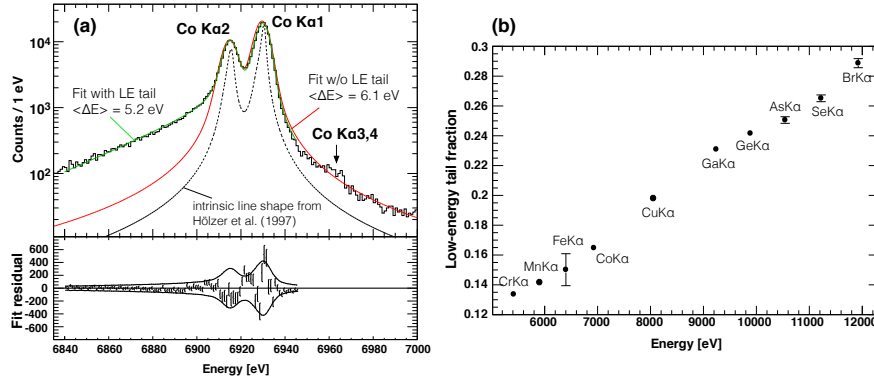 (a)
Co Kα2
Co Kα1
Fit with LE tail
<ΔE> = 5.2 eV
Fit w/o LE tail
<ΔE> = 6.1 eV
Co Kα3,4
intrinsic line shape from
Hölzer et al. (1997)
Counts / 1 eV
10⁴
10³
10²
Fit residual
600
400
200
0
-200
-400
-600
6840 6860 6880 6900 6920 6940 6960 6980 7000
Energy [eV]
(b)
Low-energy tail fraction
0.3
0.28
0.26
0.24
0.22
0.2
0.18
0.16
0.14
0.12
BrKα
AsKα
SeKα
GeKα
GaKα
CuKα
FeKα
CoKα
MnKα
CrKα
6000 7000 8000 9000 10000 11000 12000
Energy [eV]